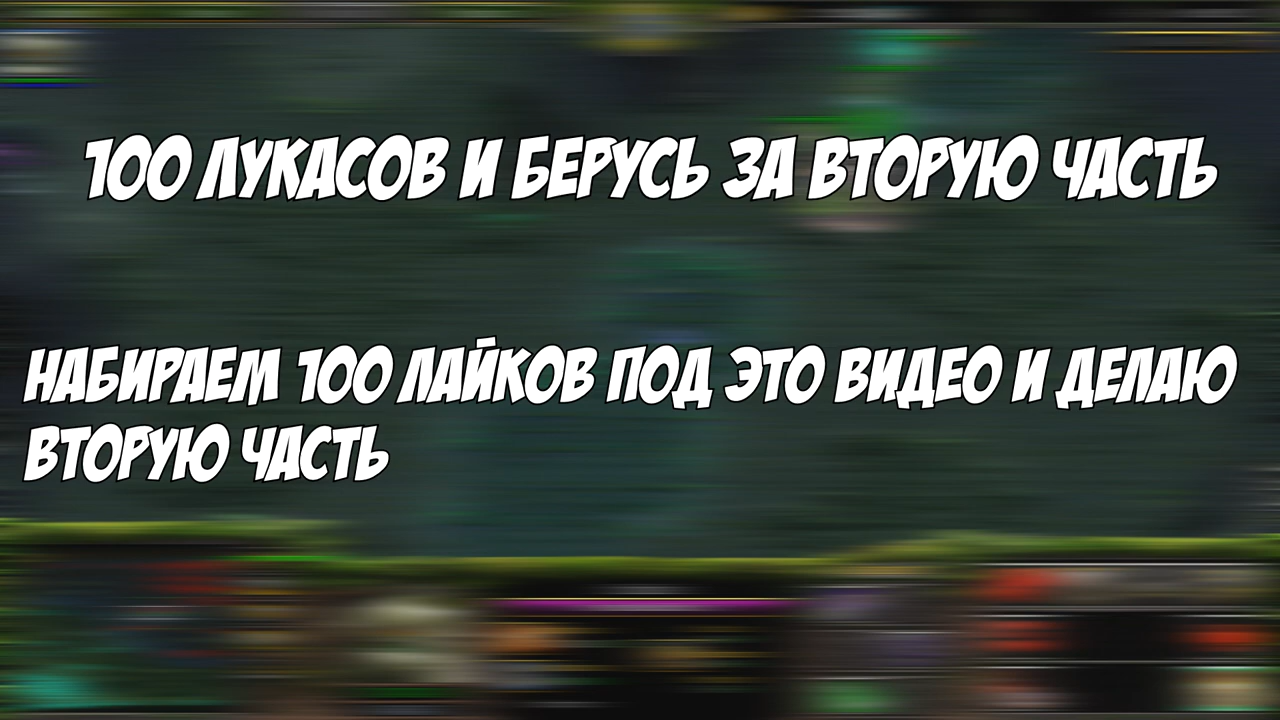 100 ЛУКАСОВ И БЕРУСЬ ЗА ВТОРУЮ ЧАСТЬ
НАБИРАЕМ 100 ЛАЙКОВ ПОД ЭТО ВИДЕО И ДЕЛАЮ
ВТОРУЮ ЧАСТЬ